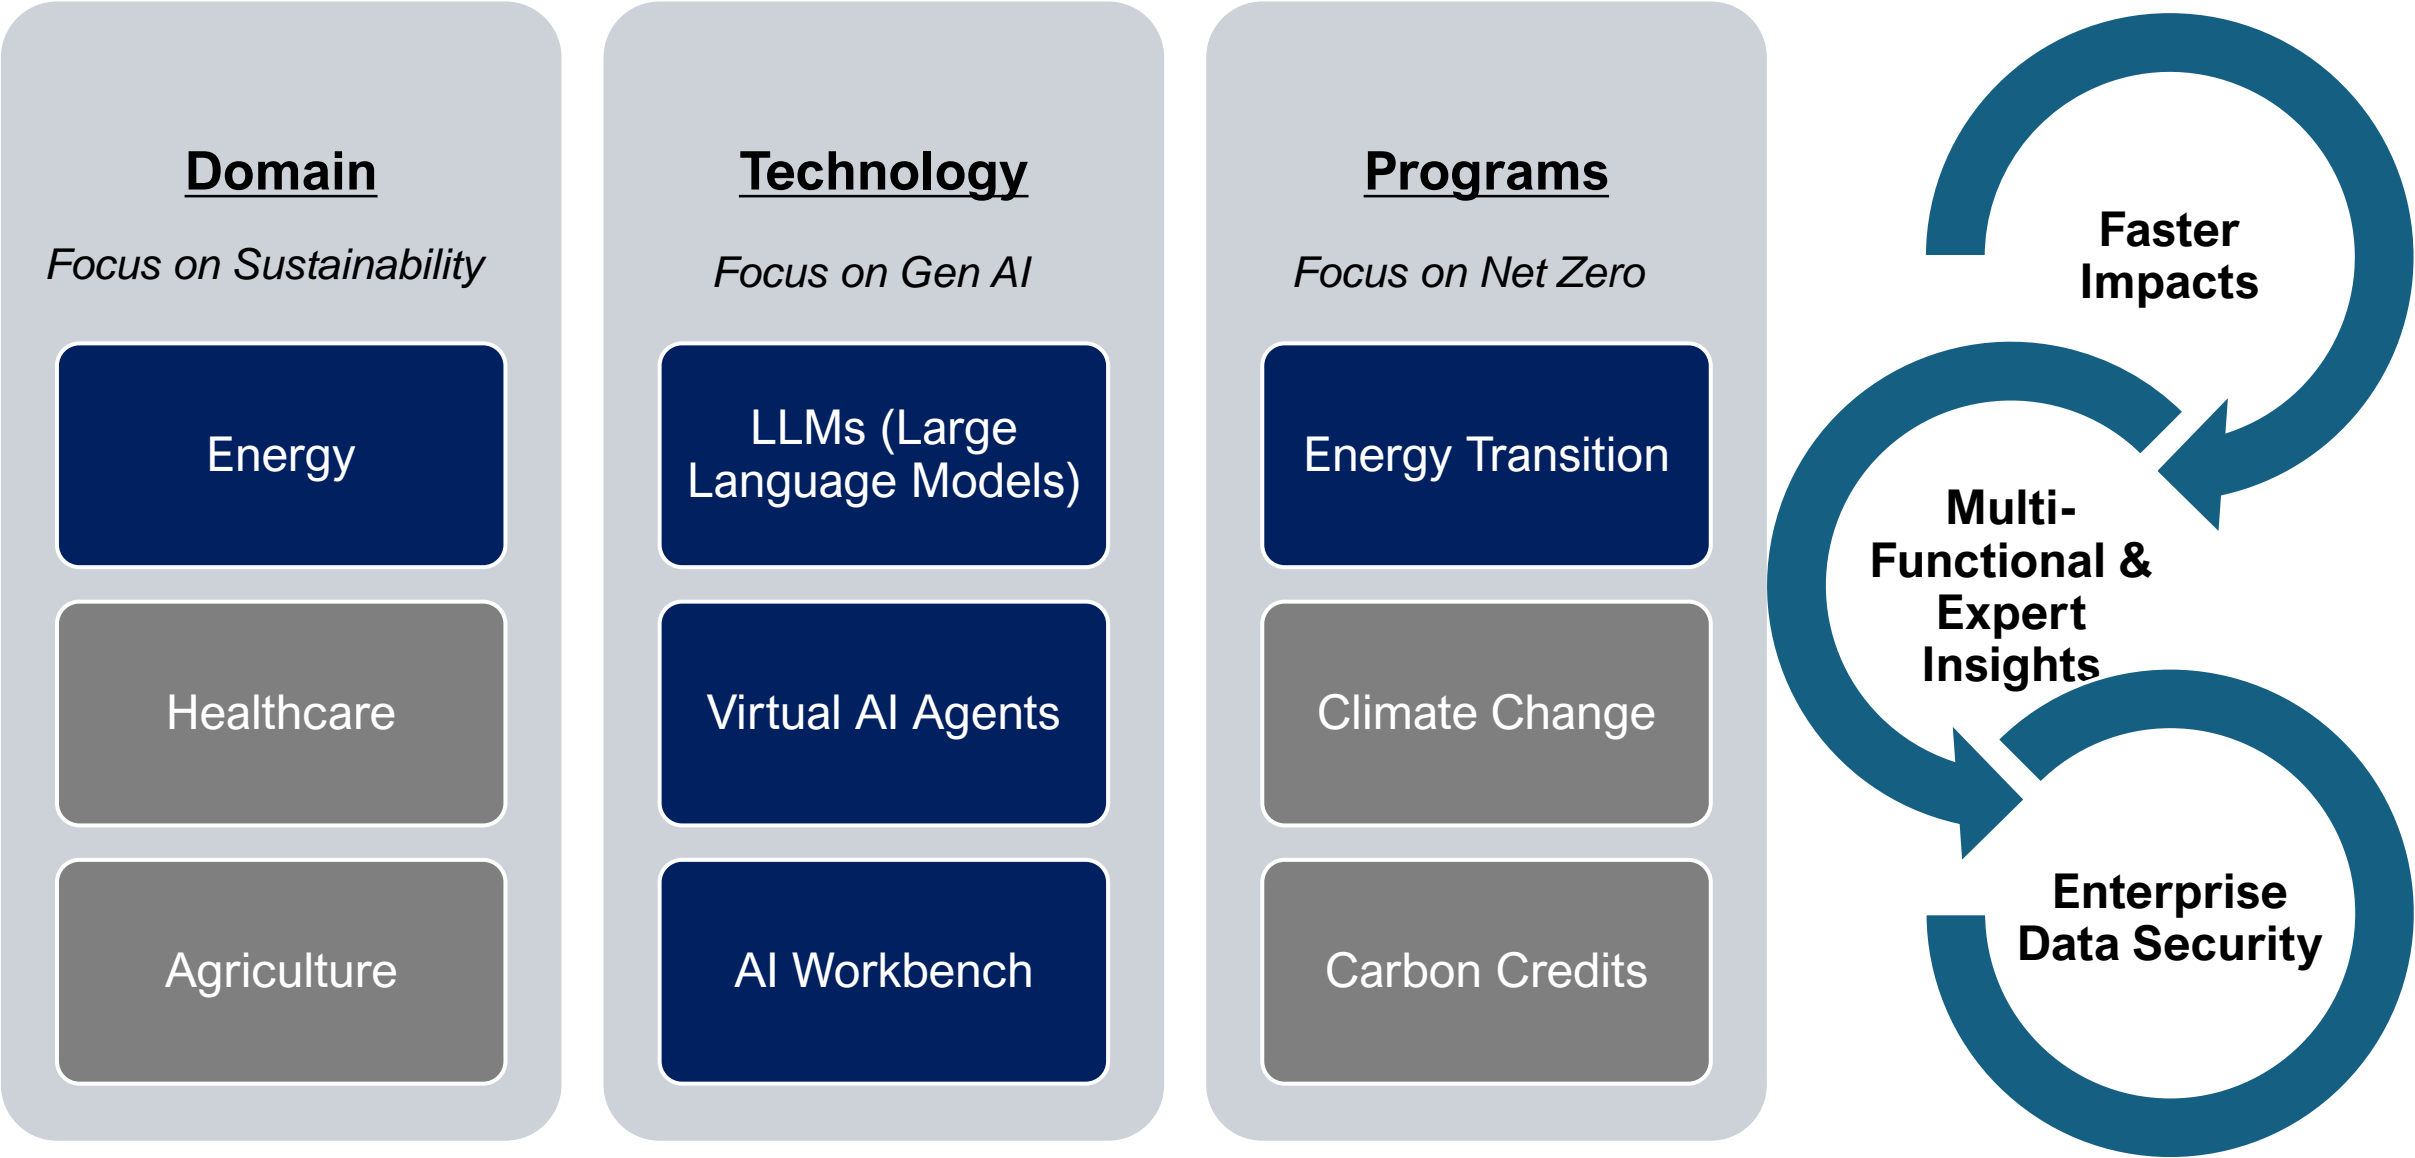 Domain
Focus on Sustainability
Energy
Healthcare
Agriculture
Technology
Focus on Gen AI
LLMs (Large
Language Models)
Virtual AI Agents
AI Workbench
Programs
Focus on Net Zero
Energy Transition
Climate Change
Carbon Credits
Faster
Impacts
Multi-
Functional &
Expert
Insights
Enterprise
Data Security